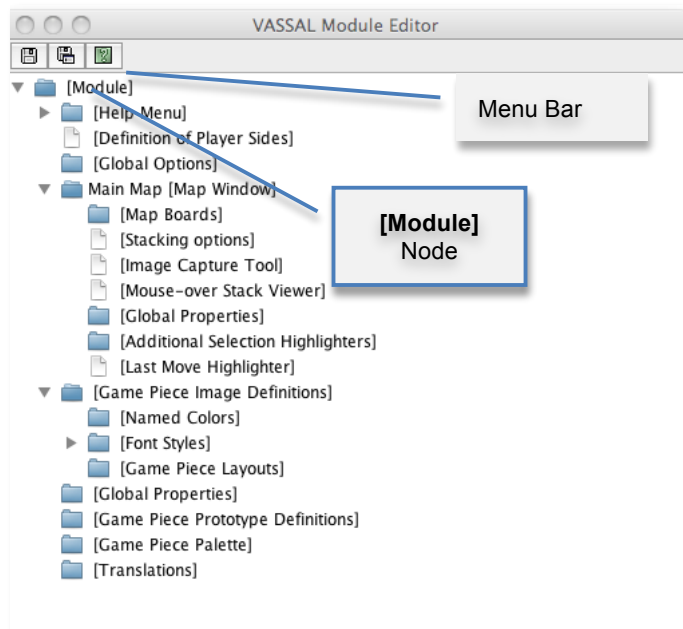 VASSAL Module Editor
[Module]
Menu Bar
[Help Menu]
[Definition of Player Sides]
[Global Options]
Main Map [Map Window]
[Map Boards]
[Module]
Node
[Stacking options]
[Image Capture Tool]
[Mouse-over Stack Viewer]
[Global Properties]
[Additional Selection Highlighters]
[Last Move Highlighter]
[Game Piece Image Definitions]
[Named Colors]
[Font Styles]
[Game Piece Layouts]
[Global Properties]
[Game Piece Prototype Definitions]
[Game Piece Palette]
[Translations]